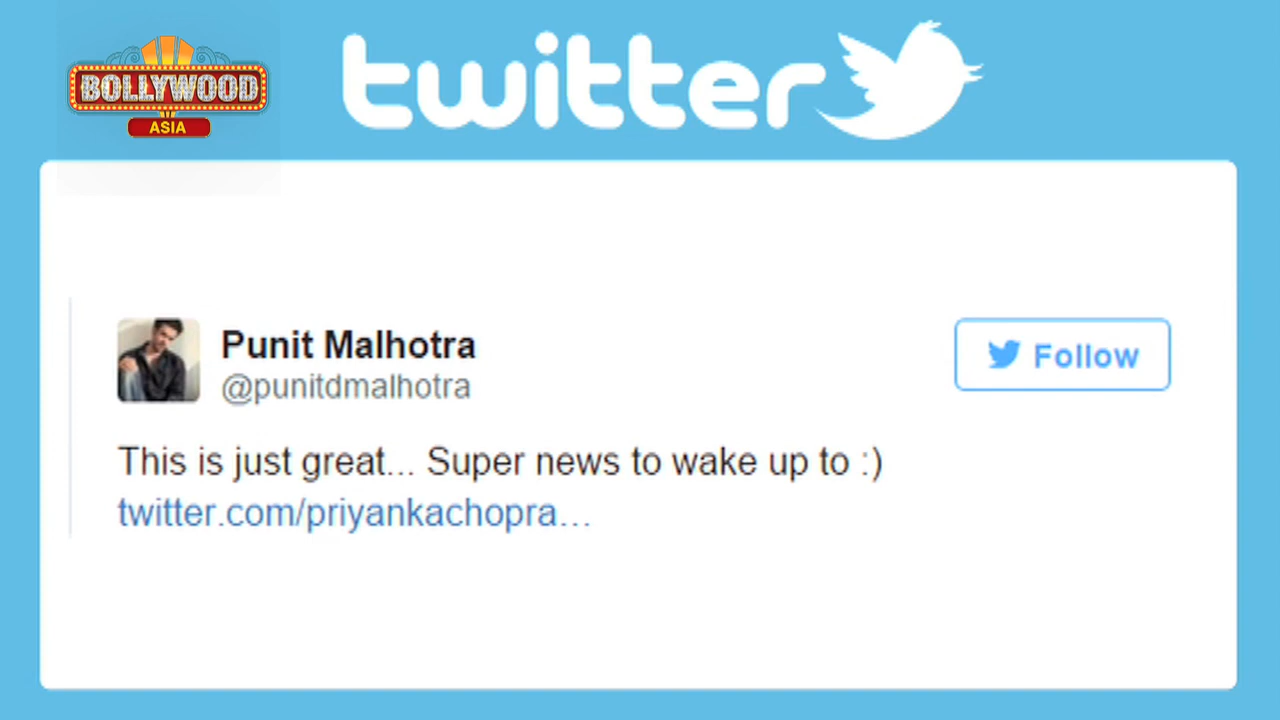 BOLLYWOOD
ASIA
twitter
Punit Malhotra
@punitdmalhotra
Follow
This is just great... Super news to wake up to :)
twitter.com/priyankachopra...